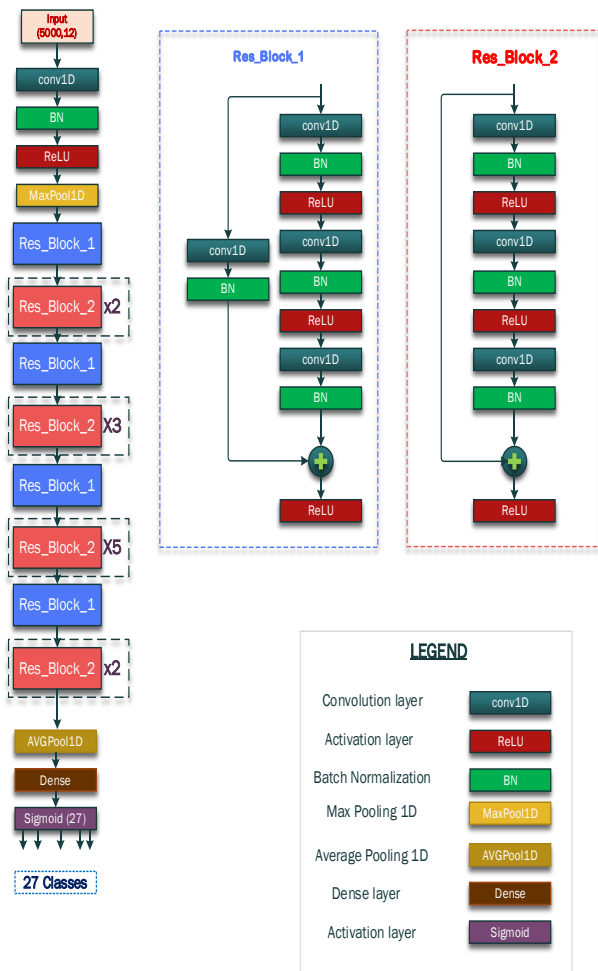 Input
(5000,12)
conv1D
BN
ReLU
MaxPool1D
Res_Block_1
Res_Block_2 x2
Res_Block_1
Res_Block_2 X3
Res_Block_1
Res_Block_2 X5
Res_Block_1
Res_Block_2 x2
AVGPool1D
Dense
Sigmoid (27)
27 Classes
Res_Block_1
conv1D
BN
ReLU
conv1D
conv1D
BN
BN
ReLU
conv1D
BN
+
ReLU
Res_Block_2
conv1D
BN
ReLU
conv1D
BN
ReLU
conv1D
BN
+
ReLU
LEGEND
Convolution layer conv1D
Activation layer ReLU
Batch Normalization BN
Max Pooling 1D MaxPool1D
Average Pooling 1D AVGPool1D
Dense layer Dense
Activation layer Sigmoid